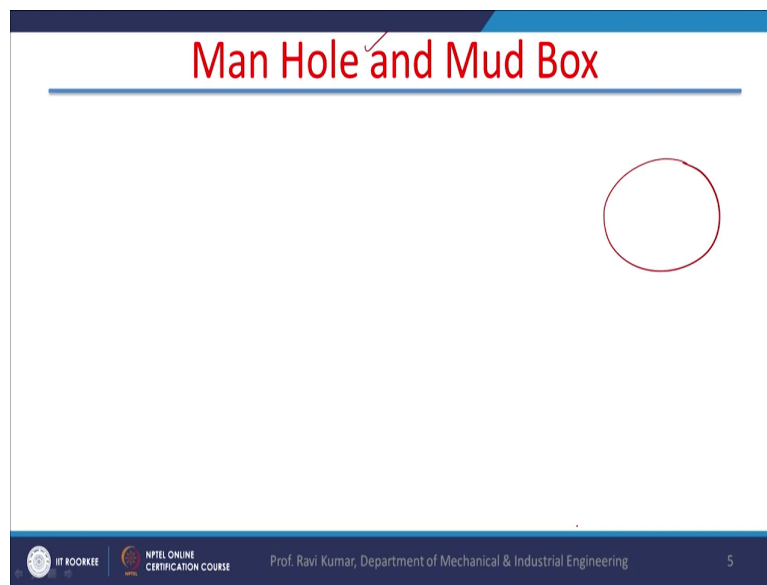 Man Hole and Mud Box
IIT ROORKEE
NPTEL ONLINE
CERTIFICATION COURSE
Prof. Ravi Kumar, Department of Mechanical & Industrial Engineering
5